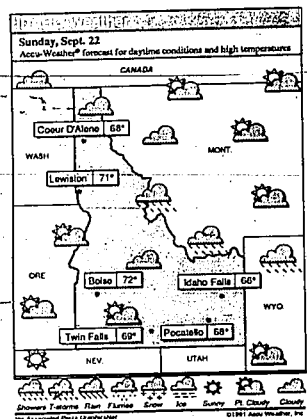 Sunday, Sept. 22
Accu-Weather® forecast for daytime conditions and high temperatures
CANADA
Coeur D'Alene 68°
WASH
MONT.
Lewiston 71°
ORE
Boise 72°
Idaho Falls 66°
WYO.
Twin Falls 69°
Pocatello 68°
NEV.
UTAH
Showers T-storms Rain Flurries Snow Ice Sunny Pt. Cloudy Cloudy
©1991 Accu-Weather, Inc.